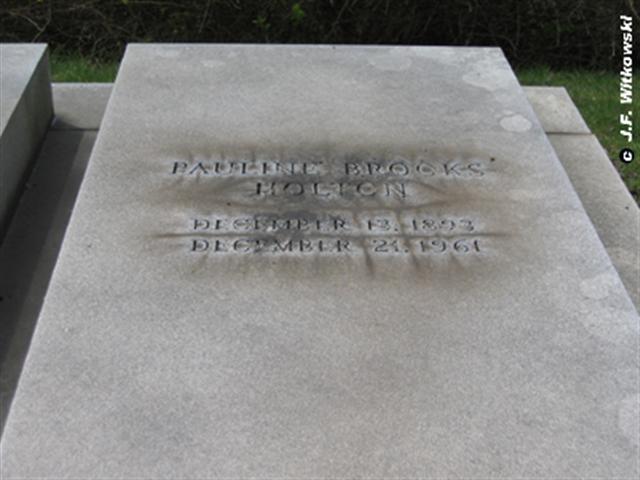 PAULINE BROOKS
HOLTON
DECEMBER 13, 1893
DECEMBER 21, 1961
© J.F. Witkowski